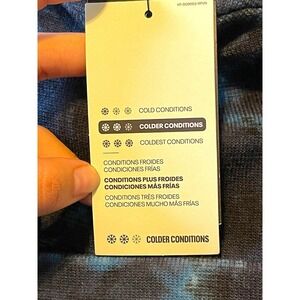 COLD CONDITIONS
COLDER CONDITIONS
COLDEST CONDITIONS
CONDITIONS FROIDES
CONDICIONES FRÍAS
CONDITIONS PLUS FROIDES
CONDICIONES MÁS FRÍAS
CONDITIONS TRÈS FROIDES
CONDICIONES MUCHO MÁS FRÍAS
COLDER CONDITIONS